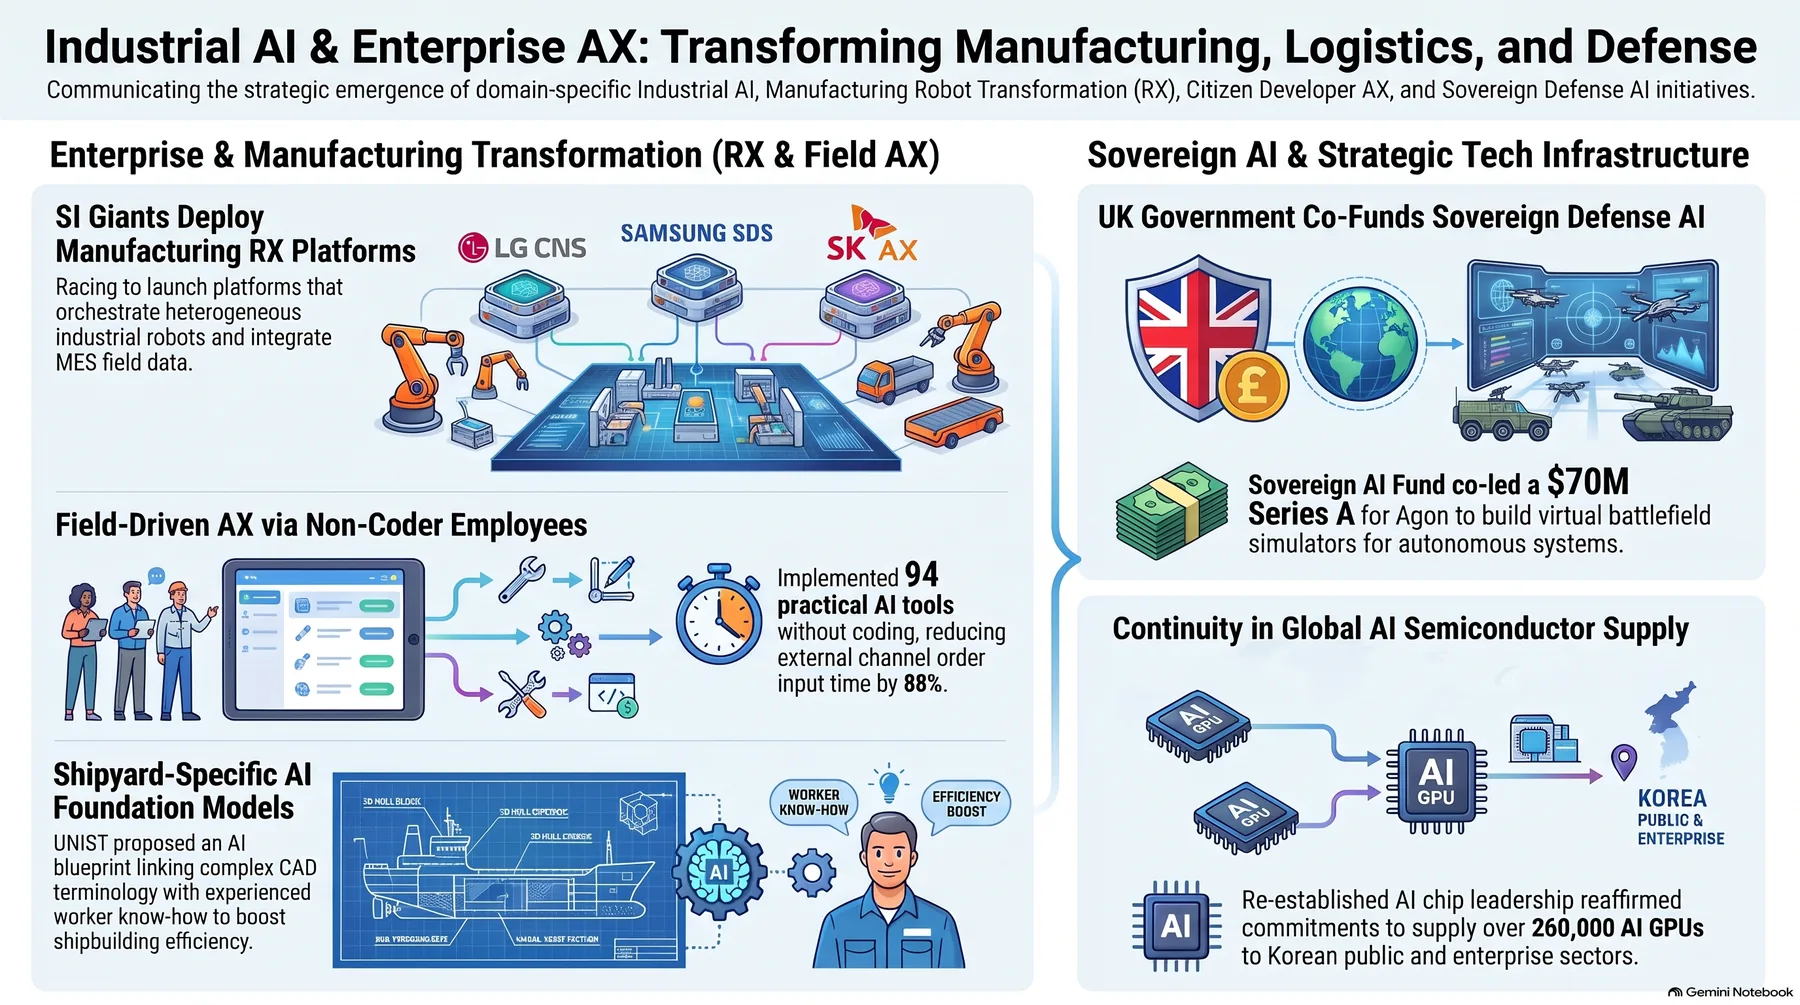 Industrial AI & Enterprise AX: Transforming Manufacturing, Logistics, and Defense
Communicating the strategic emergence of domain-specific Industrial AI, Manufacturing Robot Transformation (RX), Citizen Developer AX, and Sovereign Defense AI initiatives.
Enterprise & Manufacturing Transformation (RX & Field AX)
SI Giants Deploy
Manufacturing RX Platforms
Racing to launch platforms that
orchestrate heterogeneous
industrial robots and integrate
MES field data.
LG CNS
SAMSUNG SDS
SK AX
Field-Driven AX via Non-Coder Employees
Implemented 94
practical AI tools
without coding, reducing
external channel order
input time by 88%.
Shipyard-Specific AI
Foundation Models
UNIST proposed an AI
blueprint linking complex CAD
terminology with experienced
worker know-how to boost
shipbuilding efficiency.
3D HULL BLOCK
AI
WORKER
KNOW-HOW
EFFICIENCY
BOOST
Sovereign AI & Strategic Tech Infrastructure
UK Government Co-Funds Sovereign Defense AI
£
Sovereign AI Fund co-led a $70M
Series A for Agon to build virtual battlefield
simulators for autonomous systems.
Continuity in Global AI Semiconductor Supply
AI
GPU
AI
GPU
AI
GPU
KOREA
PUBLIC &
ENTERPRISE
AI
Re-established AI chip leadership reaffirmed
commitments to supply over 260,000 AI GPUs
to Korean public and enterprise sectors.
Gemini Notebook